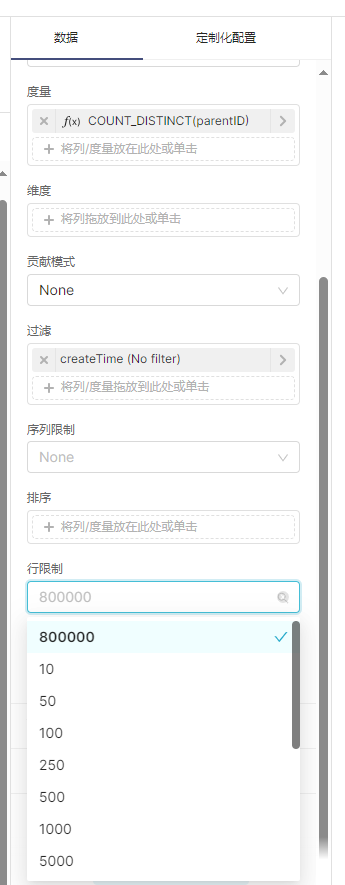 数据 定制化配置
度量
f(x) COUNT_DISTINCT(parentID)
将列/度量放在此处或单击
维度
将列拖放到此处或单击
贡献模式
None
过滤
createTime (No filter)
将列/度量拖放到此处或单击
序列限制
None
排序
将列/度量放在此处或单击
行限制
800000
800000
10
50
100
250
500
1000
5000